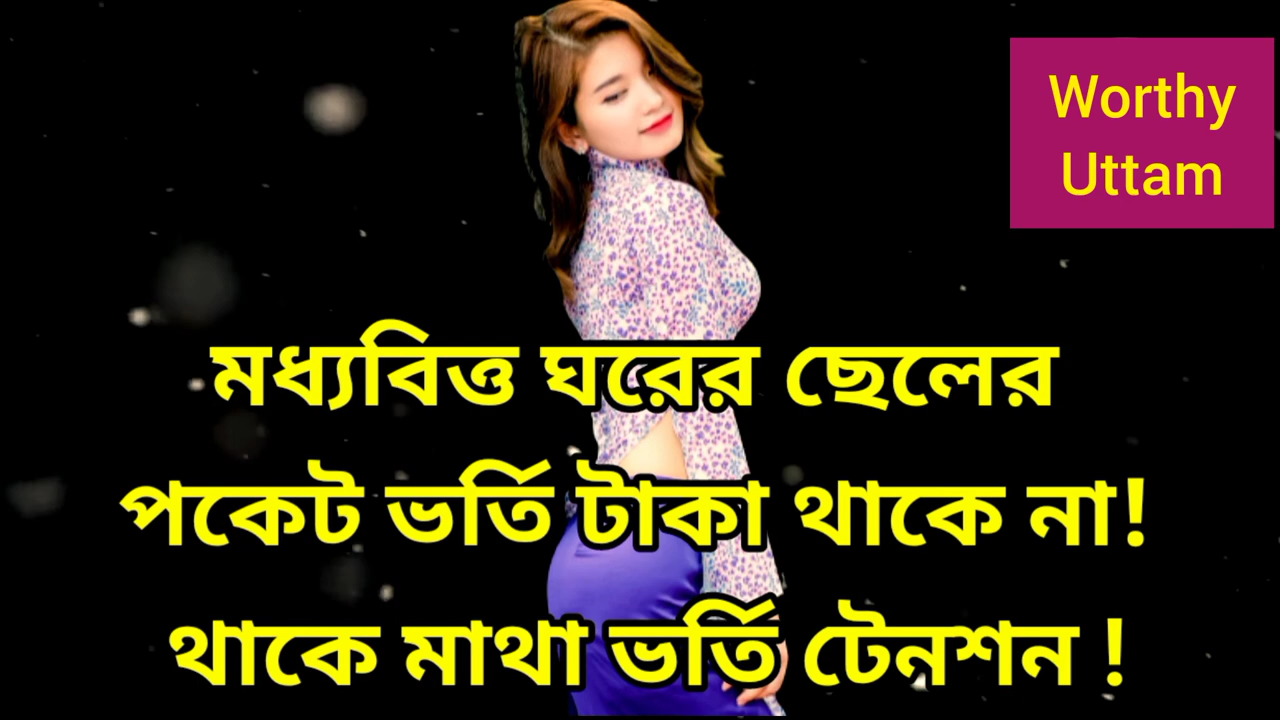 Worthy
Uttam
মধ্যবিত্ত ঘরের ছেলের
পকেট ভর্তি টাকা থাকে না!
থাকে মাথা ভর্তি টেনশন !